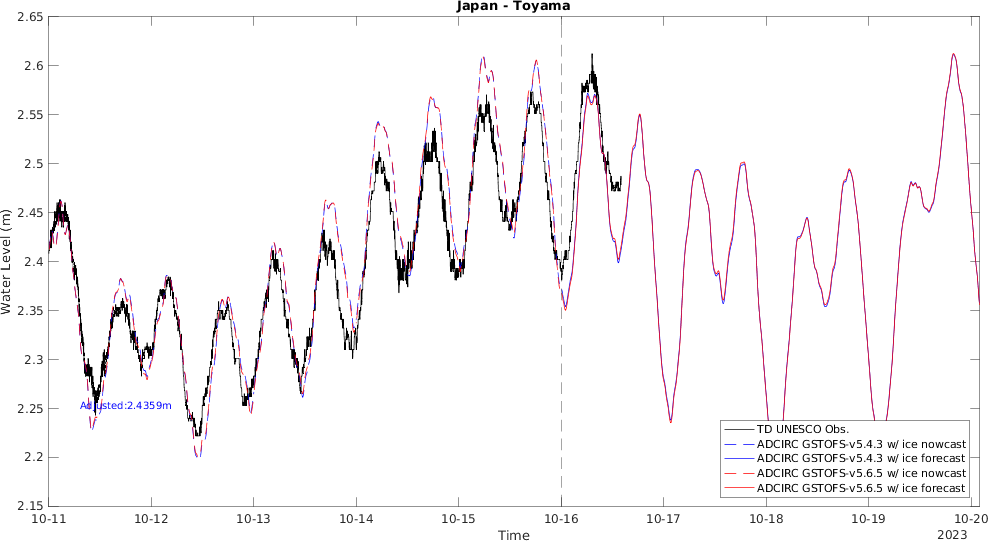 Japan - Toyama
2.65
2.6
2.55
2.5
2.45
2.4
2.35
2.3
2.25
2.2
2.15
Water Level (m)
Adjusted:2.4359m
TD UNESCO Obs.
ADCIRC GSTOFS-v5.4.3 w/ ice nowcast
ADCIRC GSTOFS-v5.4.3 w/ ice forecast
ADCIRC GSTOFS-v5.6.5 w/ ice nowcast
ADCIRC GSTOFS-v5.6.5 w/ ice forecast
10-11 10-12 10-13 10-14 10-15 10-16 10-17 10-18 10-19 10-20
Time
2023